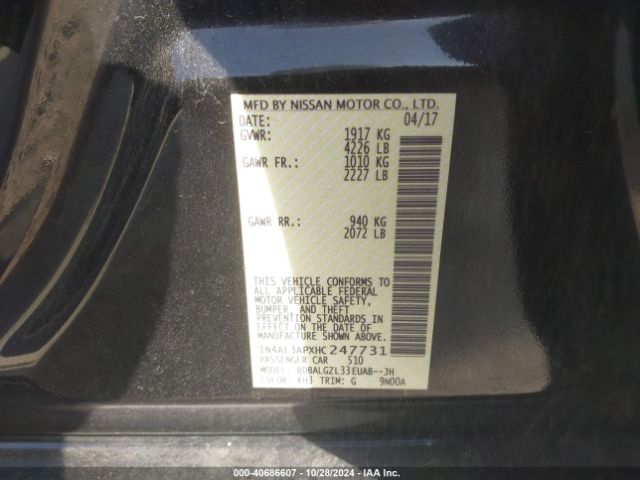 MFD BY NISSAN MOTOR CO., LTD.
DATE: 04/17
GVWR: 1917 KG
4226 LB
GAWR FR.: 1010 KG
2227 LB
GAWR RR.: 940 KG
2072 LB
THIS VEHICLE CONFORMS TO
ALL APPLICABLE FEDERAL
MOTOR VEHICLE SAFETY,
BUMPER, AND THEFT
PREVENTION STANDARDS IN
EFFECT ON THE DATE OF
MANUFACTURE SHOWN ABOVE.
1N4AL3APXHC247731
PASSENGER CAR 510
MODEL: BDBALGZL33EUAB--JH
COLOR: KH3 TRIM: G 9N00A
000-40686607 / 10/28/2024 / IAA Inc.